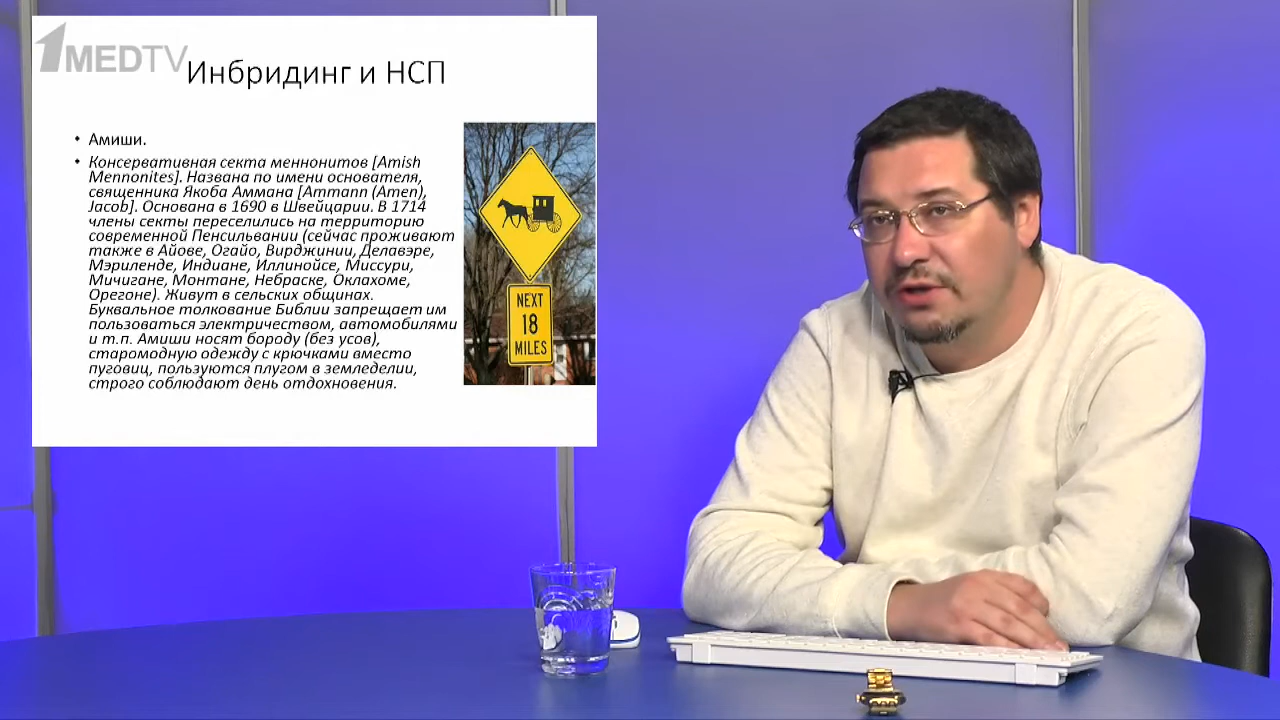 1MEDTV
Инбридинг и НСП
• Амиши.
• Консервативная секта меннонитов [Amish
Mennonites]. Названа по имени основателя,
священника Якоба Аммана [Ammann (Amen),
Jacob]. Основана в 1690 в Швейцарии. В 1714
члены секты переселились на территорию
современной Пенсильвании (сейчас проживают
также в Айове, Огайо, Вирджинии, Делавэре,
Мэриленде, Индиане, Иллинойсе, Миссури,
Мичигане, Монтане, Небраске, Оклахоме,
Орегоне). Живут в сельских общинах.
Буквальное толкование Библии запрещает им
пользоваться электричеством, автомобилями
и т.п. Амиши носят бороду (без усов),
старомодную одежду с крючками вместо
пуговиц, пользуются плугом в земледелии,
строго соблюдают день отдохновения.
NEXT
18
MILES